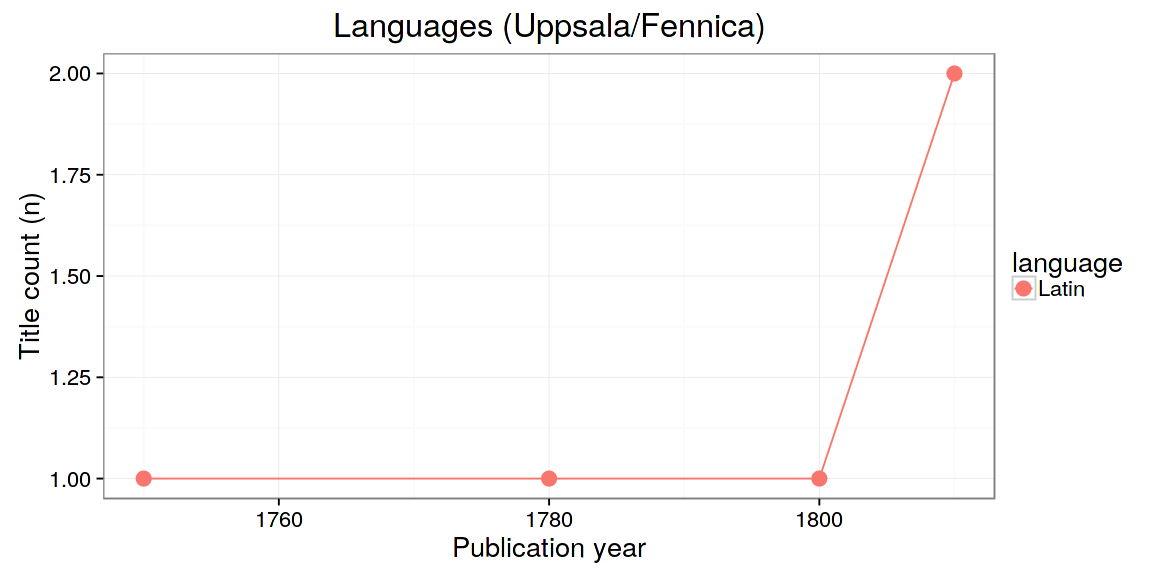 Languages (Uppsala/Fennica)
2.00
1.75
1.50
1.25
1.00
Title count (n)
1760 1780 1800
Publication year
language
Latin